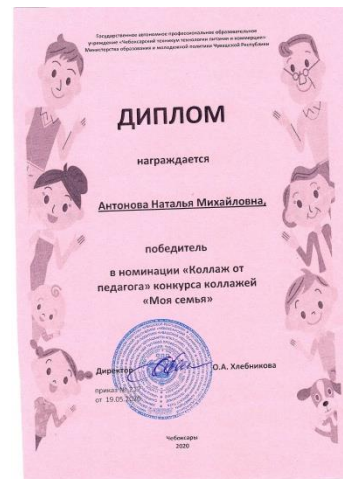 Государственное автономное профессиональное образовательное
учреждение «Чебоксарский техникум технологии питания и коммерции»
Министерства образования и молодежной политики Чувашской Республики
ДИПЛОМ
награждается
Антонова Наталья Михайловна,
победитель
в номинации «Коллаж от
педагога» конкурса коллажей
«Моя семья»
Директор О.А. Хлебникова
приказ №
от 19.05.2020
Чебоксары
2020